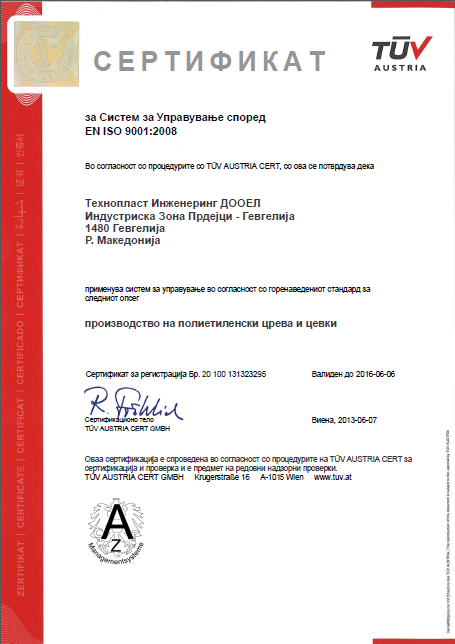 СЕРТИФИКАТ
TÜV
AUSTRIA
за Систем за Управување според
EN ISO 9001:2008
Во согласност со процедурите со TÜV AUSTRIA CERT, со ова се потврдува дека
Технопласт Инженеринг ДООЕЛ
Индустриска Зона Прдејци - Гевгелија
1480 Гевгелија
Р. Македонија
применува систем за управување во согласност со горенаведениот стандард за
следниот опсег
производство на полиетиленски црева и цевки
Сертификат за регистрација Бр. 20 100 131323295 Валиден до 2016-06-06
Сертификационо тело
TÜV AUSTRIA CERT GMBH
Виена, 2013-06-07
Оваа сертификација е спроведена во согласност со процедурите на TÜV AUSTRIA CERT за
сертификација и проверка и е предмет на редовни надзорни проверки.
TÜV AUSTRIA CERT GMBH Krugerstraße 16 A-1015 Wien www.tuv.at
A
Z
Managementsysteme
ZERTIFIKAT | CERTIFICATE | CERTIFICAT | CERTIFICADO | СЕРТИФИКАТ | شهادة | 证书 | 인증서